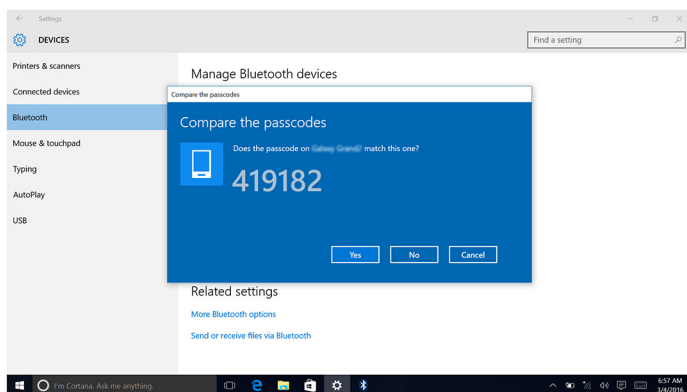 Settings
DEVICES
Find a setting
Printers & scanners
Connected devices
Bluetooth
Mouse & touchpad
Typing
AutoPlay
USB
Manage Bluetooth devices
Compare the passcodes
Compare the passcodes
Does the passcode on Galaxy Grand2 match this one?
419182
Yes No Cancel
Related settings
More Bluetooth options
Send or receive files via Bluetooth
I'm Cortana. Ask me anything.
6:57 AM
3/4/2016